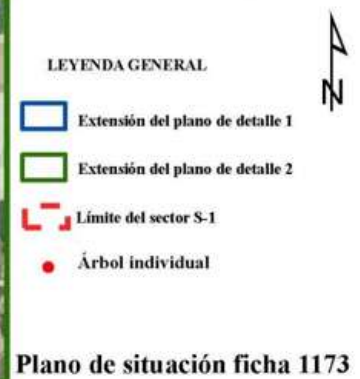 N
LEYENDA GENERAL
Extensión del plano de detalle 1
Extensión del plano de detalle 2
Límite del sector S-1
Árbol individual
Plano de situación ficha 1173